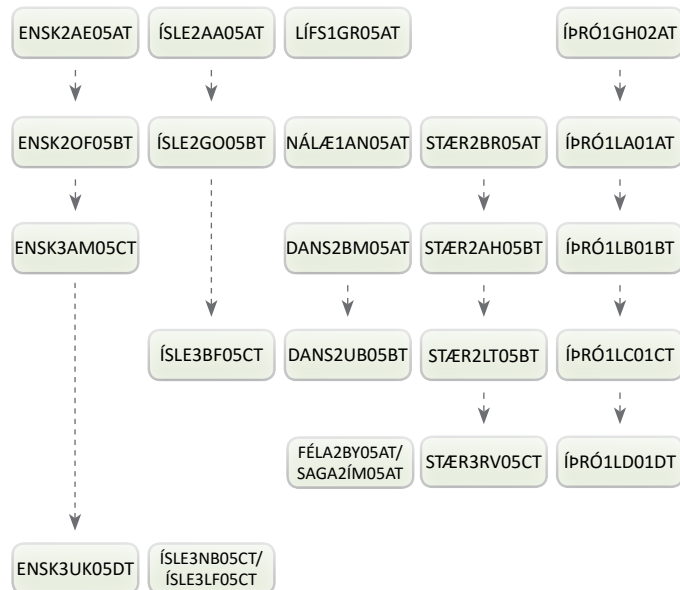 ENSK2AE05AT
ÍSLE2AA05AT
LÍFS1GR05AT
ÍÞRÓ1GH02AT
ENSK2OF05BT
ÍSLE2GO05BT
NÁLÆ1AN05AT
STÆR2BR05AT
ÍÞRÓ1LA01AT
ENSK3AM05CT
DANS2BM05AT
STÆR2AH05BT
ÍÞRÓ1LB01BT
ÍSLE3BF05CT
DANS2UB05BT
STÆR2LT05BT
ÍÞRÓ1LC01CT
FÉLA2BY05AT/
SAGA2ÍM05AT
STÆR3RV05CT
ÍÞRÓ1LD01DT
ENSK3UK05DT
ÍSLE3NB05CT/
ÍSLE3LF05CT